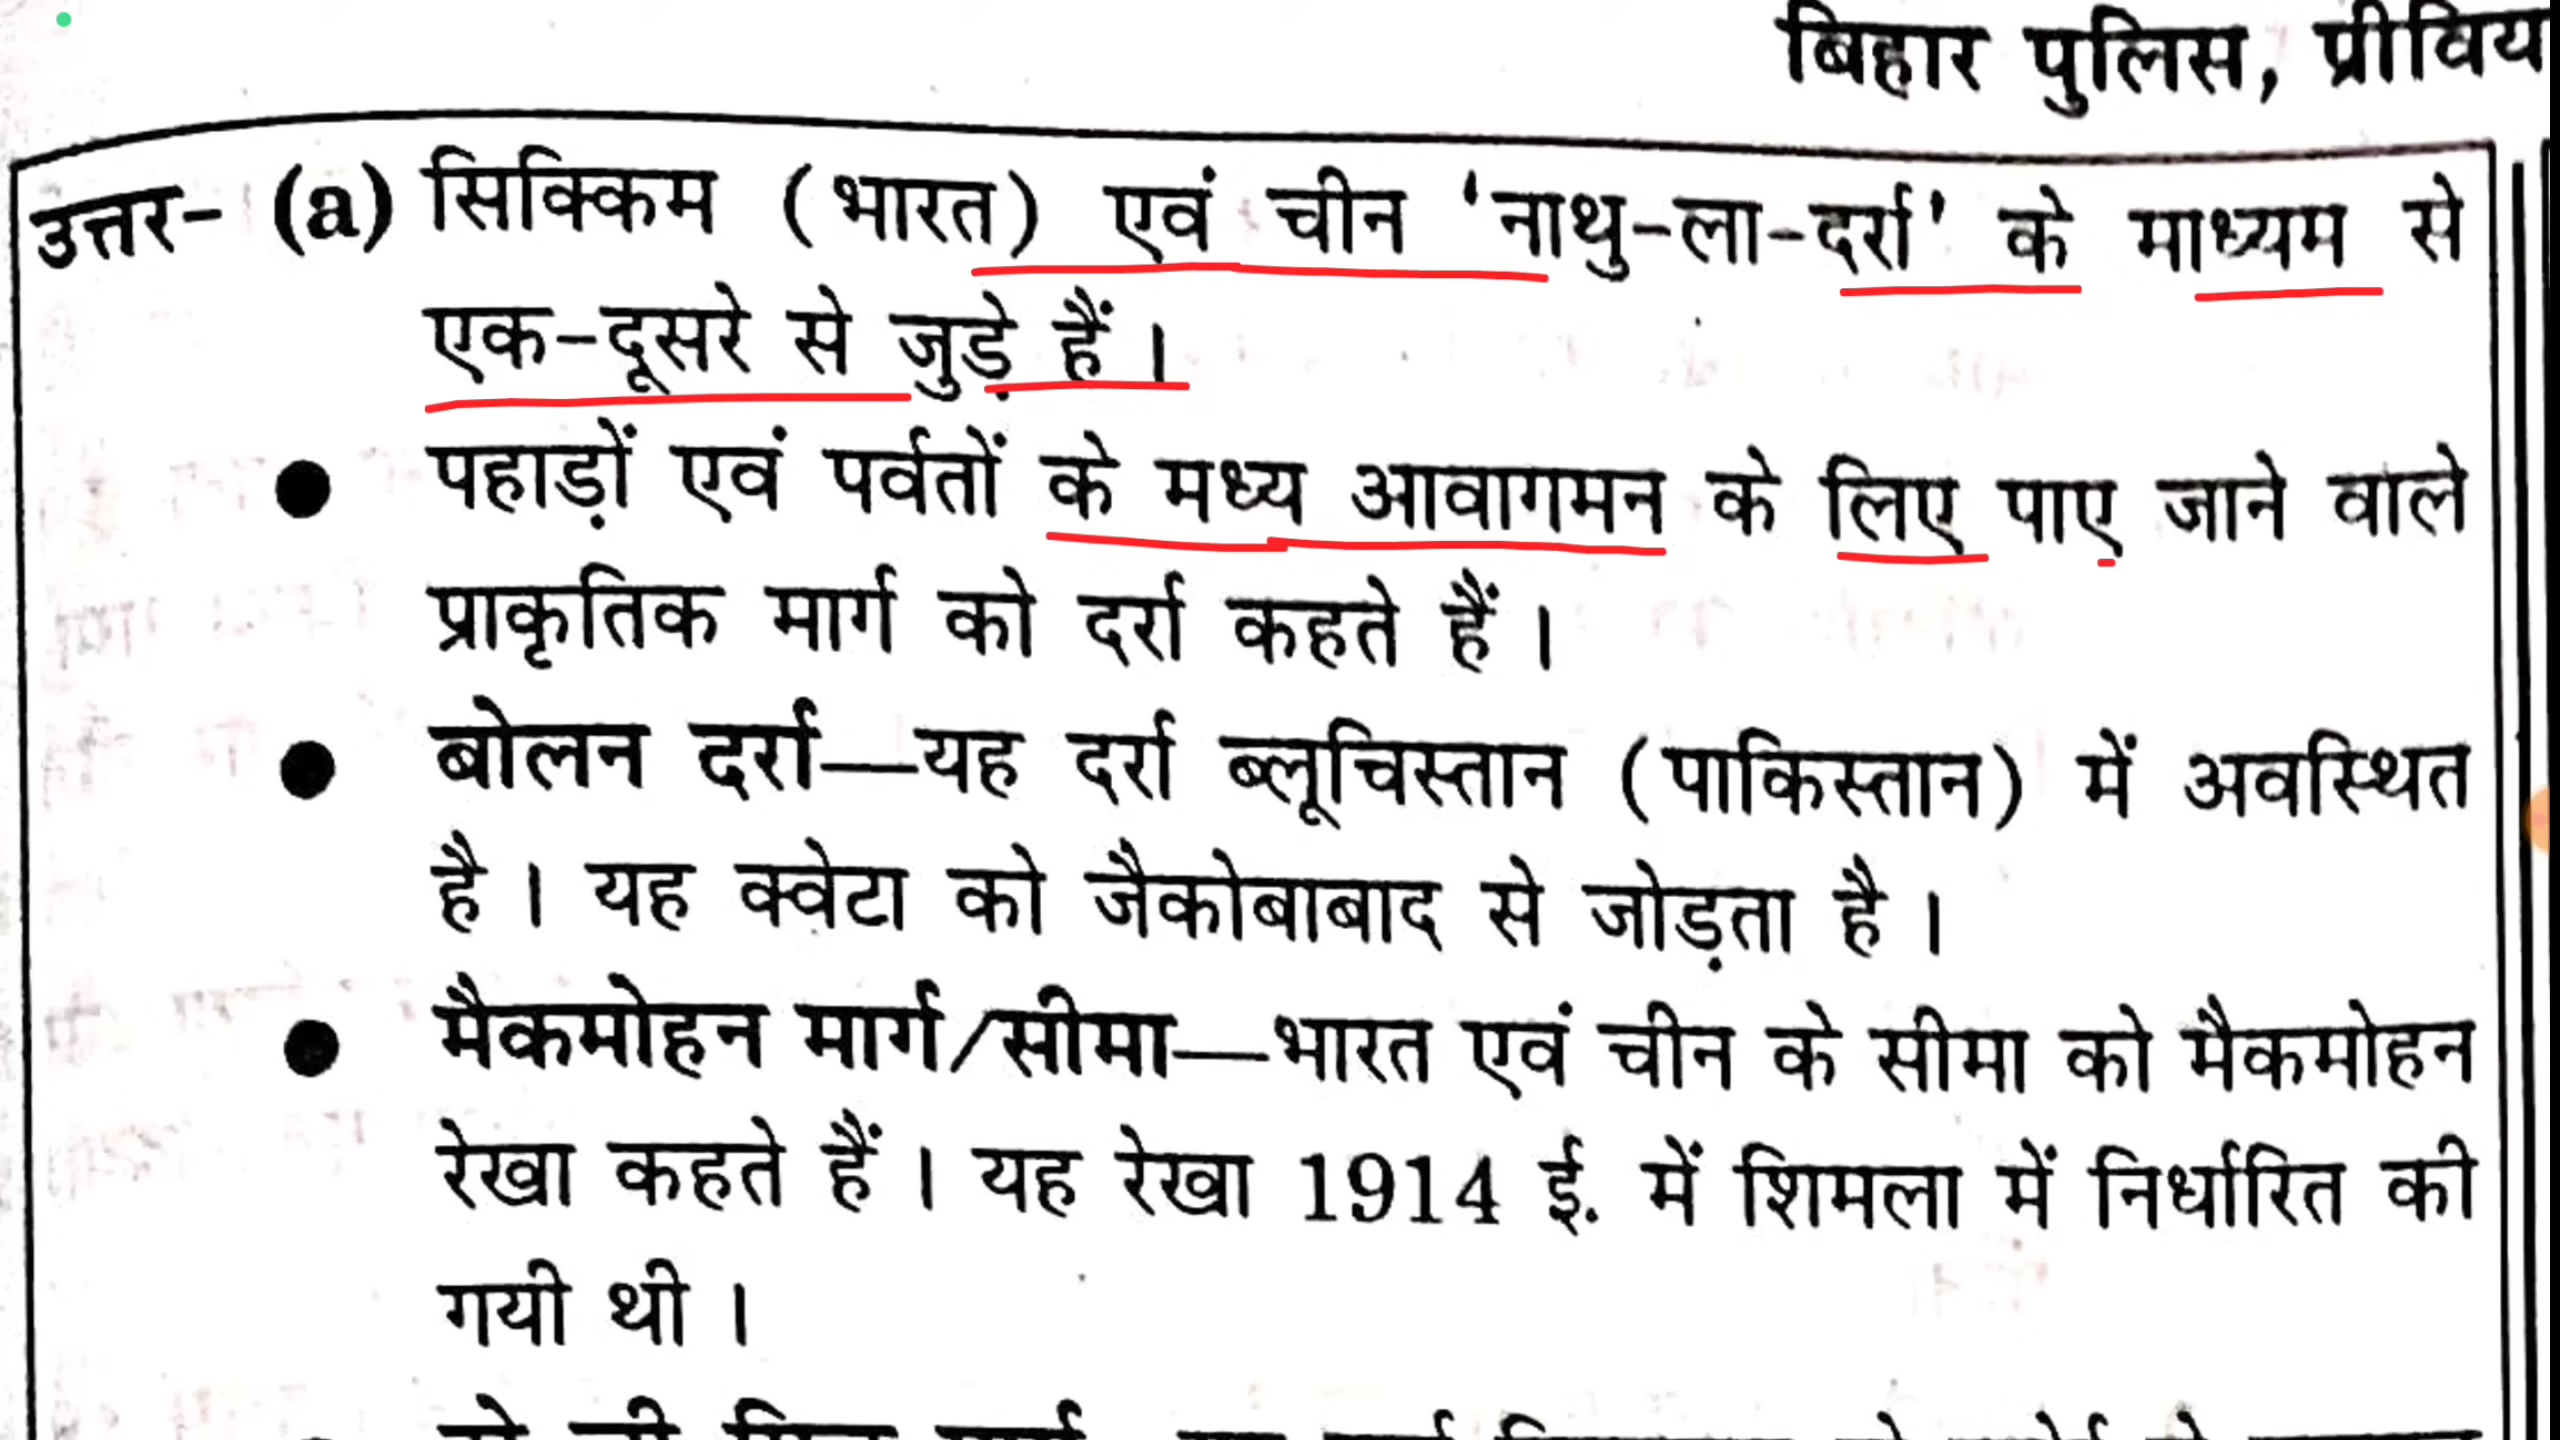 बिहार पुलिस,
उत्तर- (a) सिक्किम (भारत) एवं चीन 'नाथु-ला-दर्रा' के माध्यम से
एक-दूसरे से जुड़े हैं।
● पहाड़ों एवं पर्वतों के मध्य आवागमन के लिए पाए जाने वाले
प्राकृतिक मार्ग को दर्रा कहते हैं।
● बोलन दर्रा—यह दर्रा ब्लूचिस्तान (पाकिस्तान) में अवस्थित
है। यह क्वेटा को जैकोबाबाद से जोड़ता है।
● मैकमोहन मार्ग/सीमा—भारत एवं चीन के सीमा को मैकमोहन
रेखा कहते हैं। यह रेखा 1914 ई. में शिमला में निर्धारित की
गयी थी।